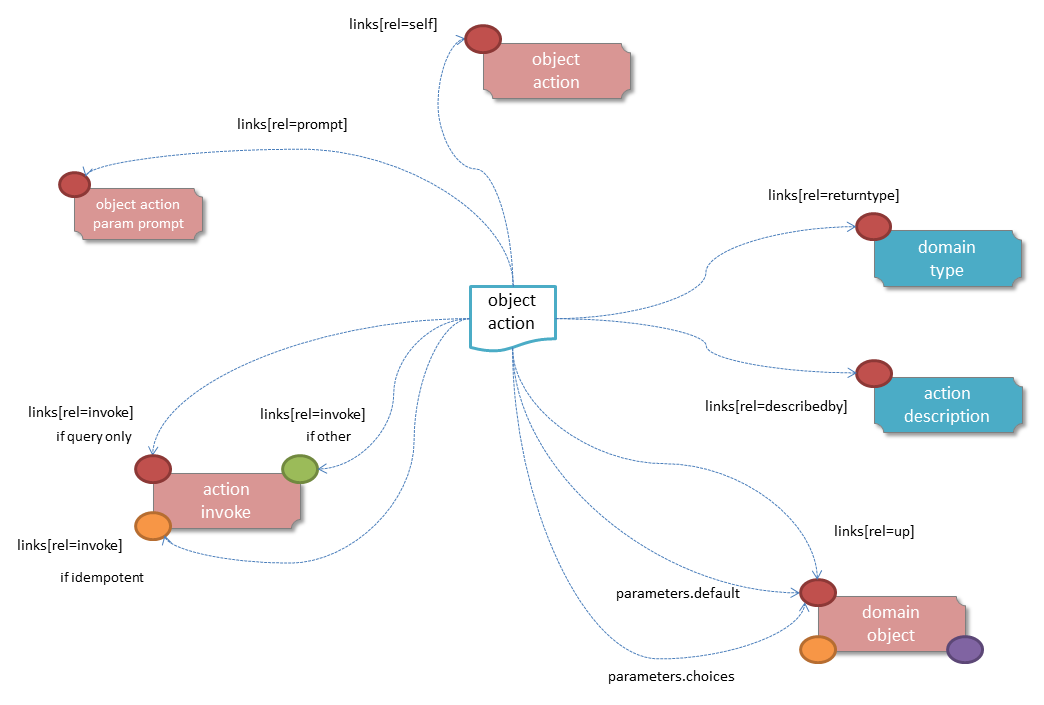 links[rel=self]
object
action
links[rel=prompt]
object action
param prompt
links[rel=returntype]
domain
type
object
action
links[rel=describedby]
action
description
links[rel=invoke]
if query only
links[rel=invoke]
if other
action
invoke
links[rel=invoke]
if idempotent
links[rel=up]
parameters.default
domain
object
parameters.choices